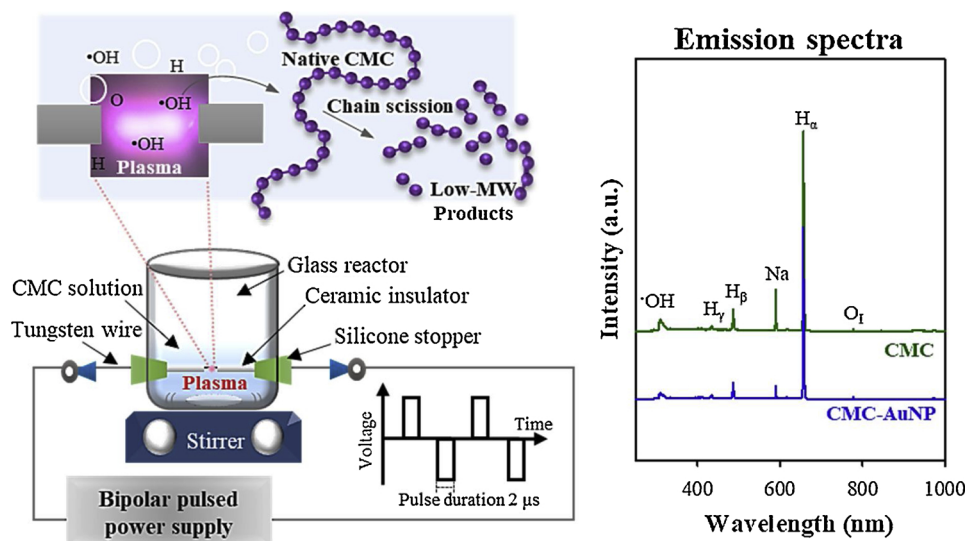 •OH
H
O
•OH
•OH
H
Plasma
Native CMC
Chain scission
Low-MW
Products
CMC solution
Tungsten wire
Glass reactor
Ceramic insulator
Silicone stopper
Plasma
Stirrer
Bipolar pulsed
power supply
Voltage
Time
Pulse duration 2 μs
Emission spectra
Intensity (a.u.)
·OH
Hγ
Hβ
Na
Hα
OI
CMC
CMC-AuNP
400
600
800
1000
Wavelength (nm)